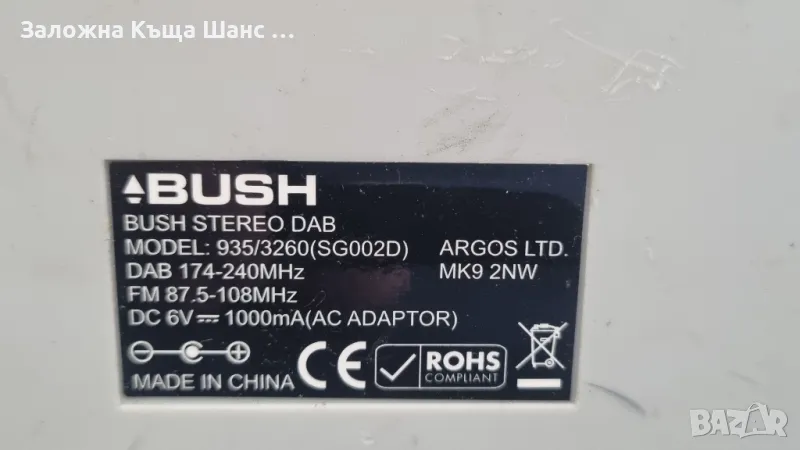 Заложна Къща Шанс ...
BUSH
BUSH STEREO DAB
MODEL: 935/3260(SG002D) ARGOS LTD.
DAB 174-240MHz MK9 2NW
FM 87.5-108MHz
DC 6V⎓1000mA(AC ADAPTOR)
MADE IN CHINA CE ROHS
COMPLIANT
BAZAR